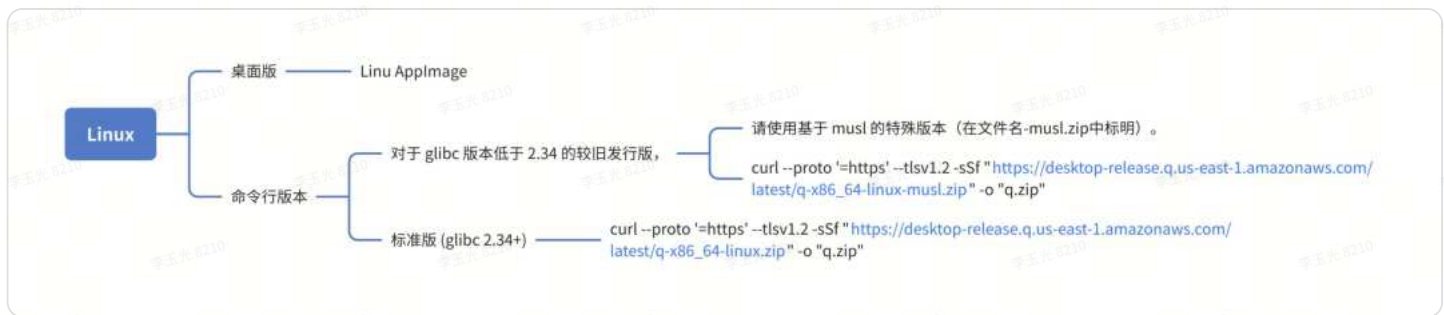 桌面版
Linu AppImage
Linux
请使用基于 musl 的特殊版本（在文件名-musl.zip中标明）。
对于 glibc 版本低于 2.34 的较旧发行版，
curl --proto '=https' --tlsv1.2 -sSf "https://desktop-release.q.us-east-1.amazonaws.com/
latest/q-x86_64-linux-musl.zip" -o "q.zip"
命令行版本
标准版 (glibc 2.34+)
curl --proto '=https' --tlsv1.2 -sSf "https://desktop-release.q.us-east-1.amazonaws.com/
latest/q-x86_64-linux.zip" -o "q.zip"
李玉光 8210